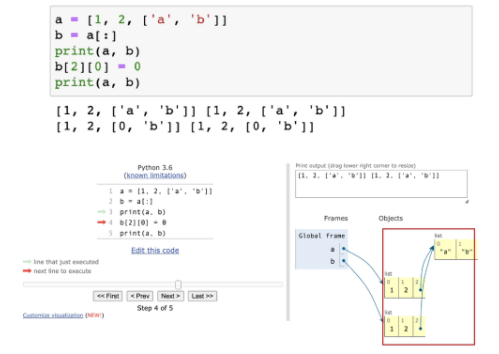 a = [1, 2, ['a', 'b']]
b = a[:]
print(a, b)
b[2][0] = 0
print(a, b)
[1, 2, ['a', 'b']] [1, 2, ['a', 'b']]
[1, 2, [0, 'b']] [1, 2, [0, 'b']]
Python 3.6
(known limitations)
1 a = [1, 2, ['a', 'b']]
2 b = a[:]
3 print(a, b)
4 b[2][0] = 0
5 print(a, b)
Edit this code
line that just executed
next line to execute
<< First < Prev Next > Last >>
Step 4 of 5
Customize visualization (NEW!)
Print output (drag lower right corner to resize)
[1, 2, ['a', 'b']] [1, 2, ['a', 'b']]
Frames Objects
Global frame
a
b
list
0 1
"a" "b"
list
0 1 2
1 2
list
0 1 2
1 2